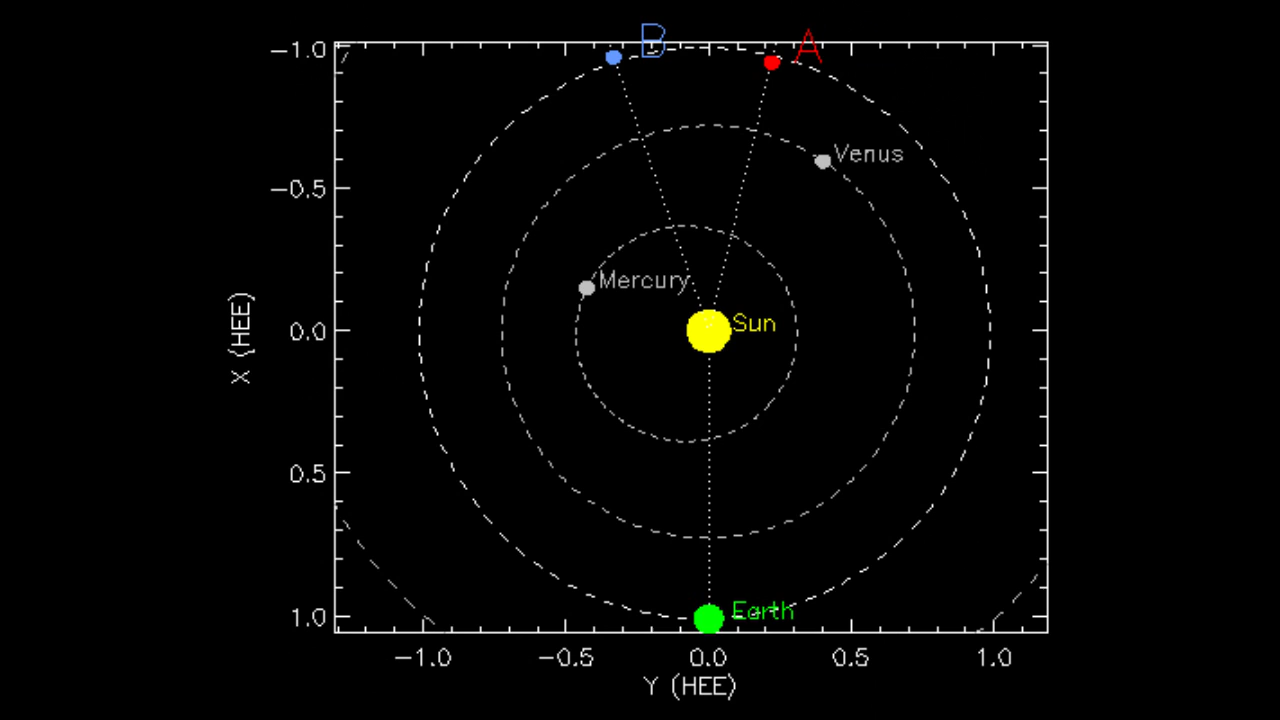 B A
−1.0
Venus
−0.5
Mercury
Sun
0.0
X (HEE)
0.5
Earth
1.0
−1.0 −0.5 0.0 0.5 1.0
Y (HEE)